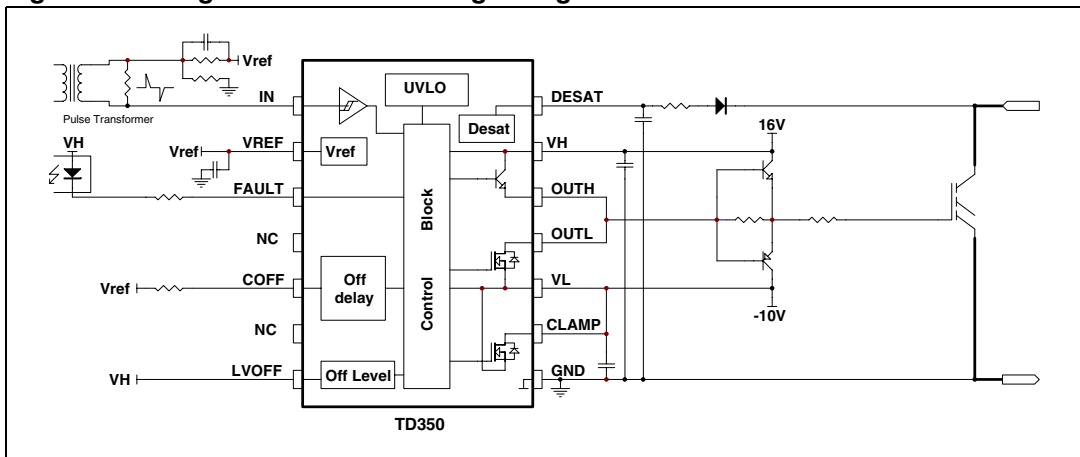 Vref
IN
Pulse Transformer
UVLO
DESAT
Desat
16V
VH
Vref
VREF
Vref
VH
FAULT
OUTH
Block
NC
OUTL
Vref
COFF
Off
delay
VL
-10V
Control
NC
CLAMP
VH
LVOFF
Off Level
GND
TD350